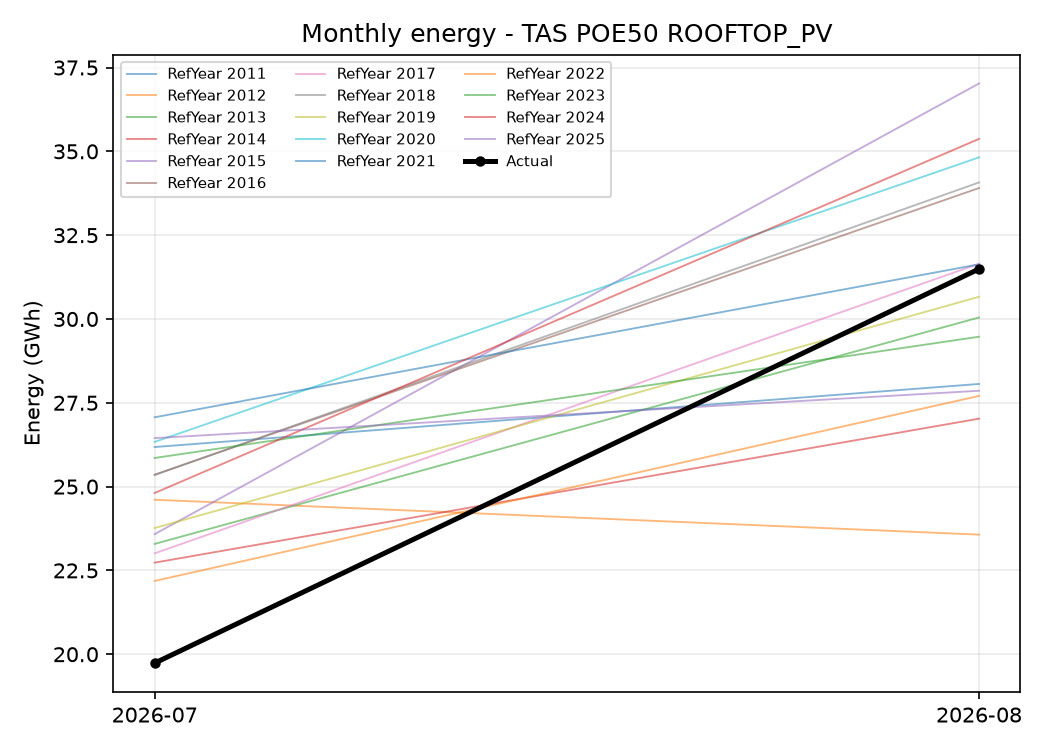 Monthly energy - TAS POE50 ROOFTOP_PV
RefYear 2011
RefYear 2012
RefYear 2013
RefYear 2014
RefYear 2015
RefYear 2016
RefYear 2017
RefYear 2018
RefYear 2019
RefYear 2020
RefYear 2021
RefYear 2022
RefYear 2023
RefYear 2024
RefYear 2025
Actual
Energy (GWh)
37.5
35.0
32.5
30.0
27.5
25.0
22.5
20.0
2026-07
2026-08